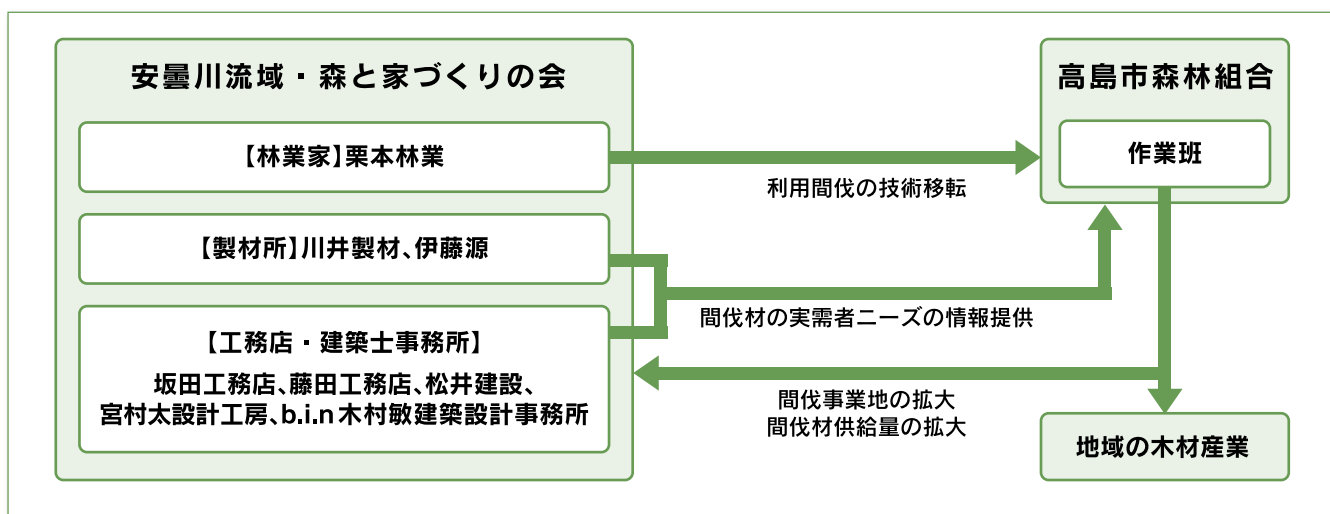 安曇川流域・森と家づくりの会
【林業家】栗本林業
【製材所】川井製材、伊藤源
【工務店・建築士事務所】
坂田工務店、藤田工務店、松井建設、
宮村太設計工房、b.i.n木村敏建築設計事務所
利用間伐の技術移転
間伐材の実需者ニーズの情報提供
間伐事業地の拡大
間伐材供給量の拡大
高島市森林組合
作業班
地域の木材産業